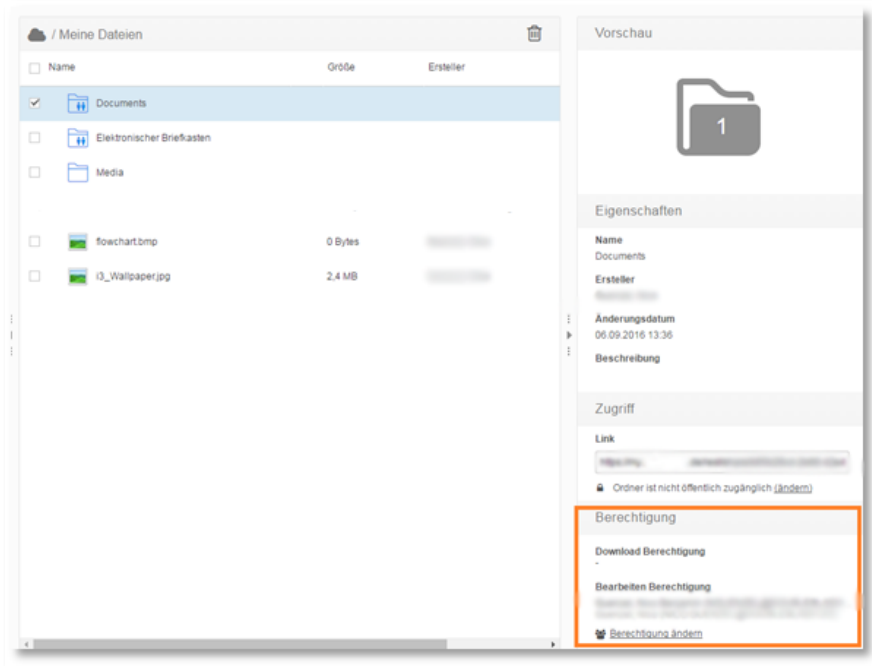 / Meine Dateien
Name Größe Ersteller
Documents
Elektronischer Briefkasten
Media
flowchart.bmp 0 Bytes
i3_Wallpaper.jpg 2,4 MB
Vorschau
1
Eigenschaften
Name
Documents
Ersteller
Änderungsdatum
06.09.2016 13:36
Beschreibung
Zugriff
Link
Ordner ist nicht öffentlich zugänglich (ändern)
Berechtigung
Download Berechtigung
-
Bearbeiten Berechtigung
Berechtigung ändern